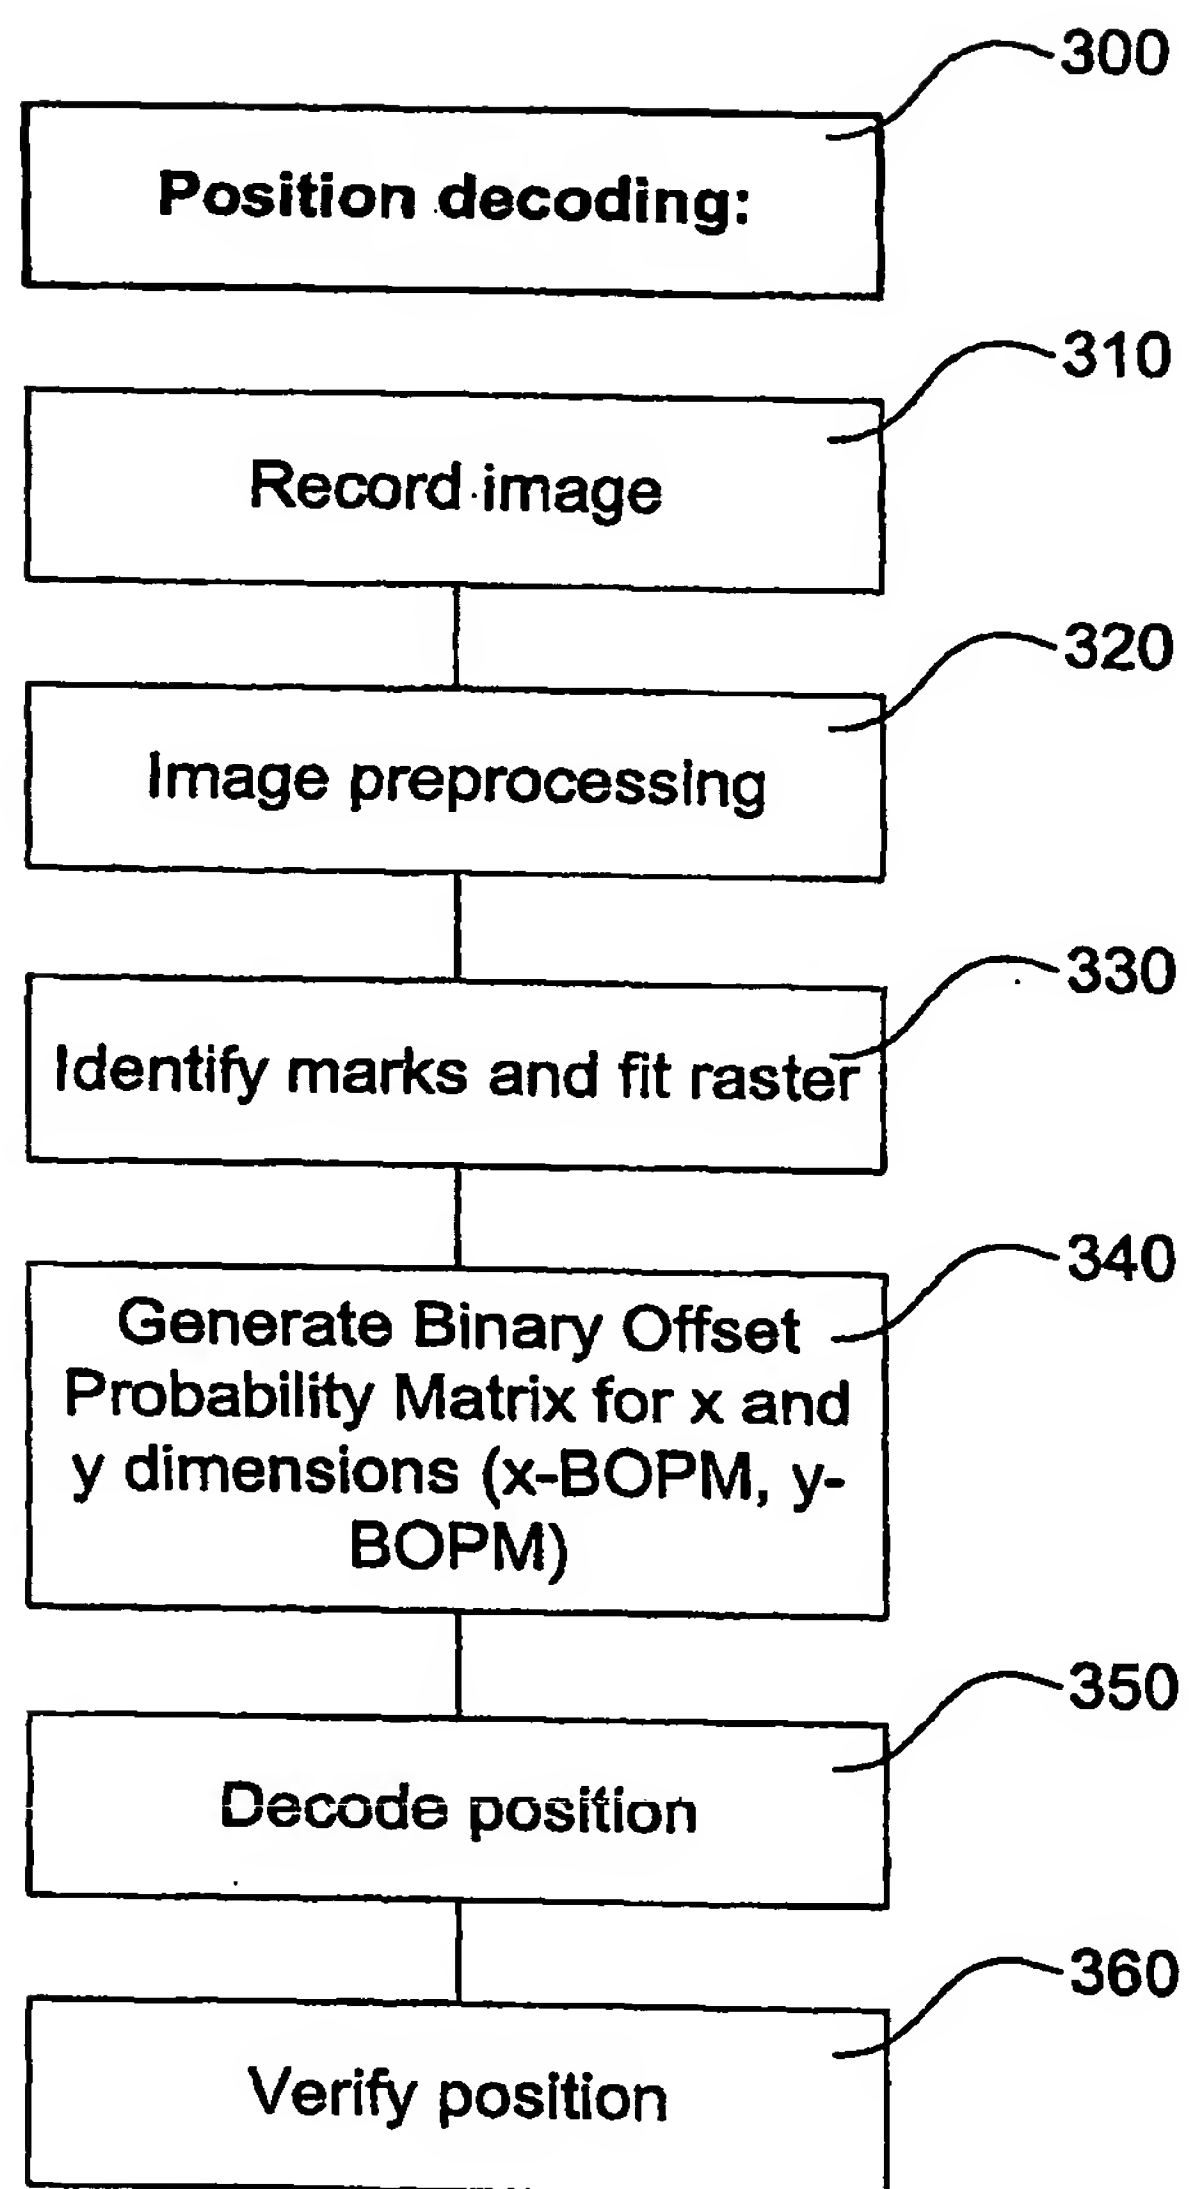 300
Position decoding:
310
Record image
320
Image preprocessing
330
Identify marks and fit raster
340
Generate Binary Offset
Probability Matrix for x and
y dimensions (x-BOPM, y-
BOPM)
350
Decode position
360
Verify position